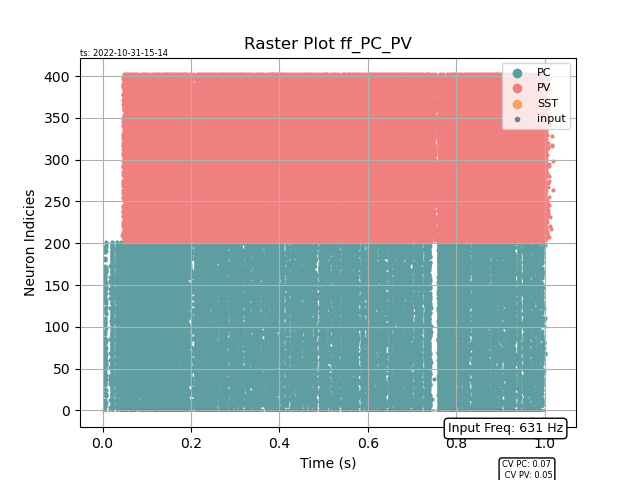 Raster Plot ff_PC_PV
ts: 2022-10-31-15-14
PC
PV
SST
input
400
350
300
250
200
150
100
50
0
Neuron Indicies
0.0 0.2 0.4 0.6 0.8 1.0
Input Freq: 631 Hz
Time (s)
CV PC: 0.07
CV PV: 0.05